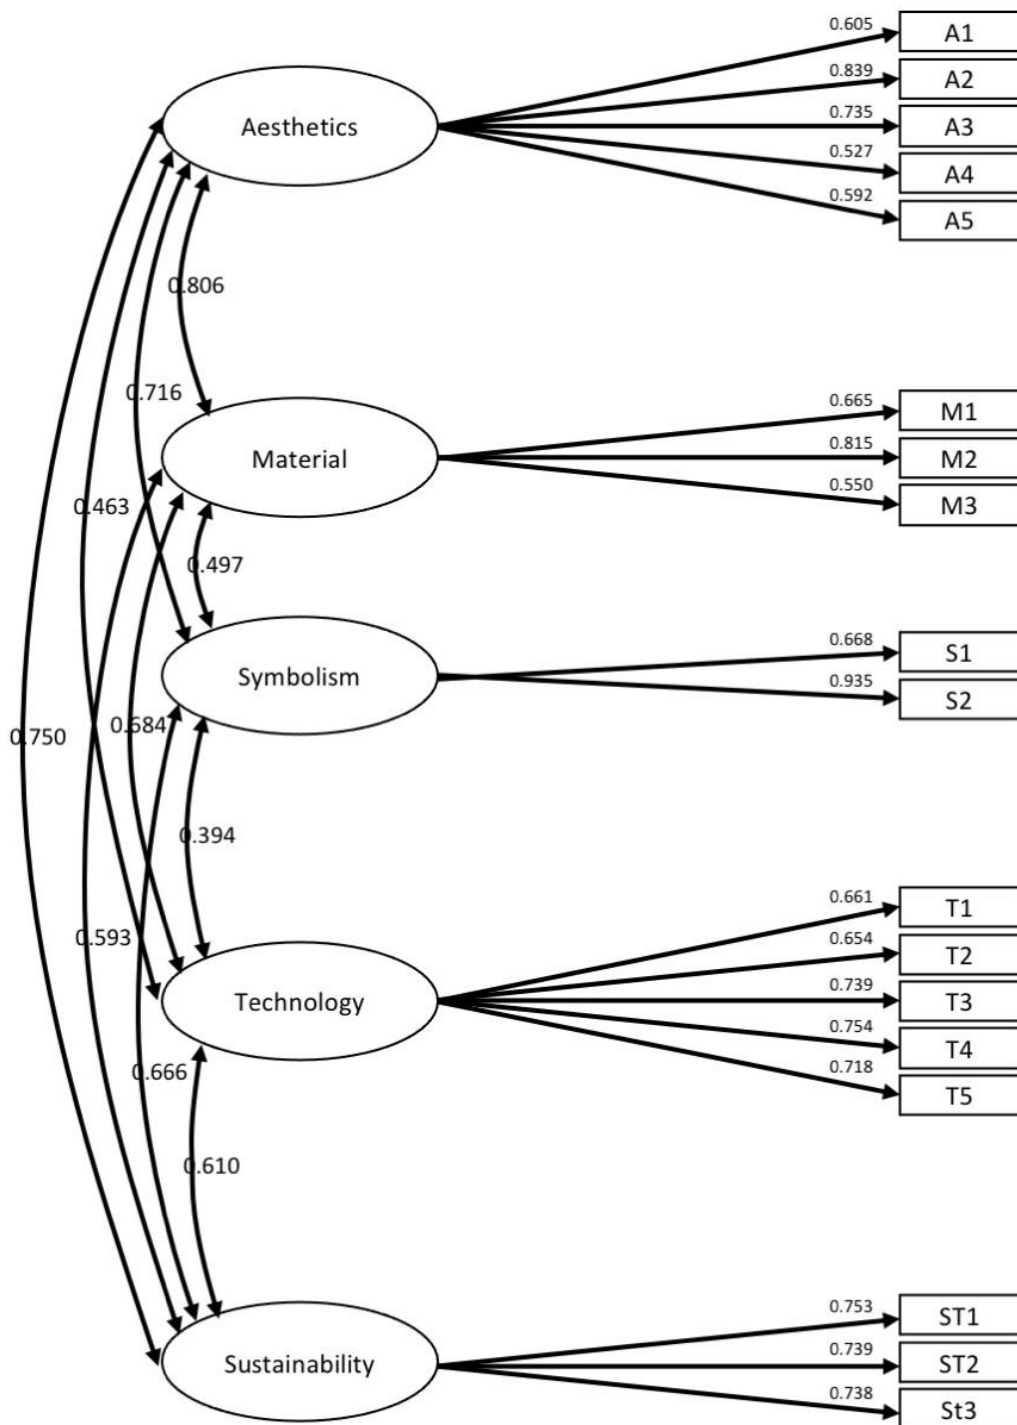 0.605
A1
0.839
A2
Aesthetics
0.735
A3
0.527
A4
0.592
A5
0.806
0.716
0.665
M1
Material
0.815
M2
0.550
M3
0.463
0.497
0.668
S1
Symbolism
0.935
S2
0.750
0.684
0.394
0.661
T1
0.593
0.654
T2
Technology
0.739
T3
0.754
T4
0.666
0.718
T5
0.610
0.753
ST1
Sustainability
0.739
ST2
0.738
St3